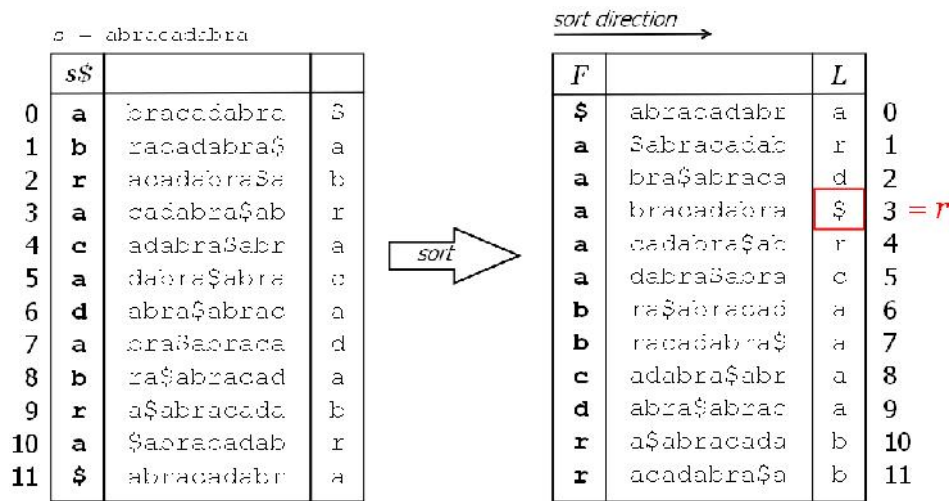 s = abracadabra
s$
0 a bracadabra $
1 b racadabra$ a
2 r acadabra$a b
3 a cadabra$ab r
4 c adabra$abr a
5 a dabra$abra c
6 d abra$abrac a
7 a bra$abraca d
8 b ra$abracad a
9 r a$abracada b
10 a $abracadab r
11 $ abracadabr a
sort
sort direction
F L
$ abracadabr a 0
a $abracadab r 1
a bra$abraca d 2
a bracadabra $ 3 = r
a cadabra$ab r 4
a dabra$abra c 5
b ra$abracad a 6
b racadabra$ a 7
c adabra$abr a 8
d abra$abrac a 9
r a$abracada b 10
r acadabra$a b 11